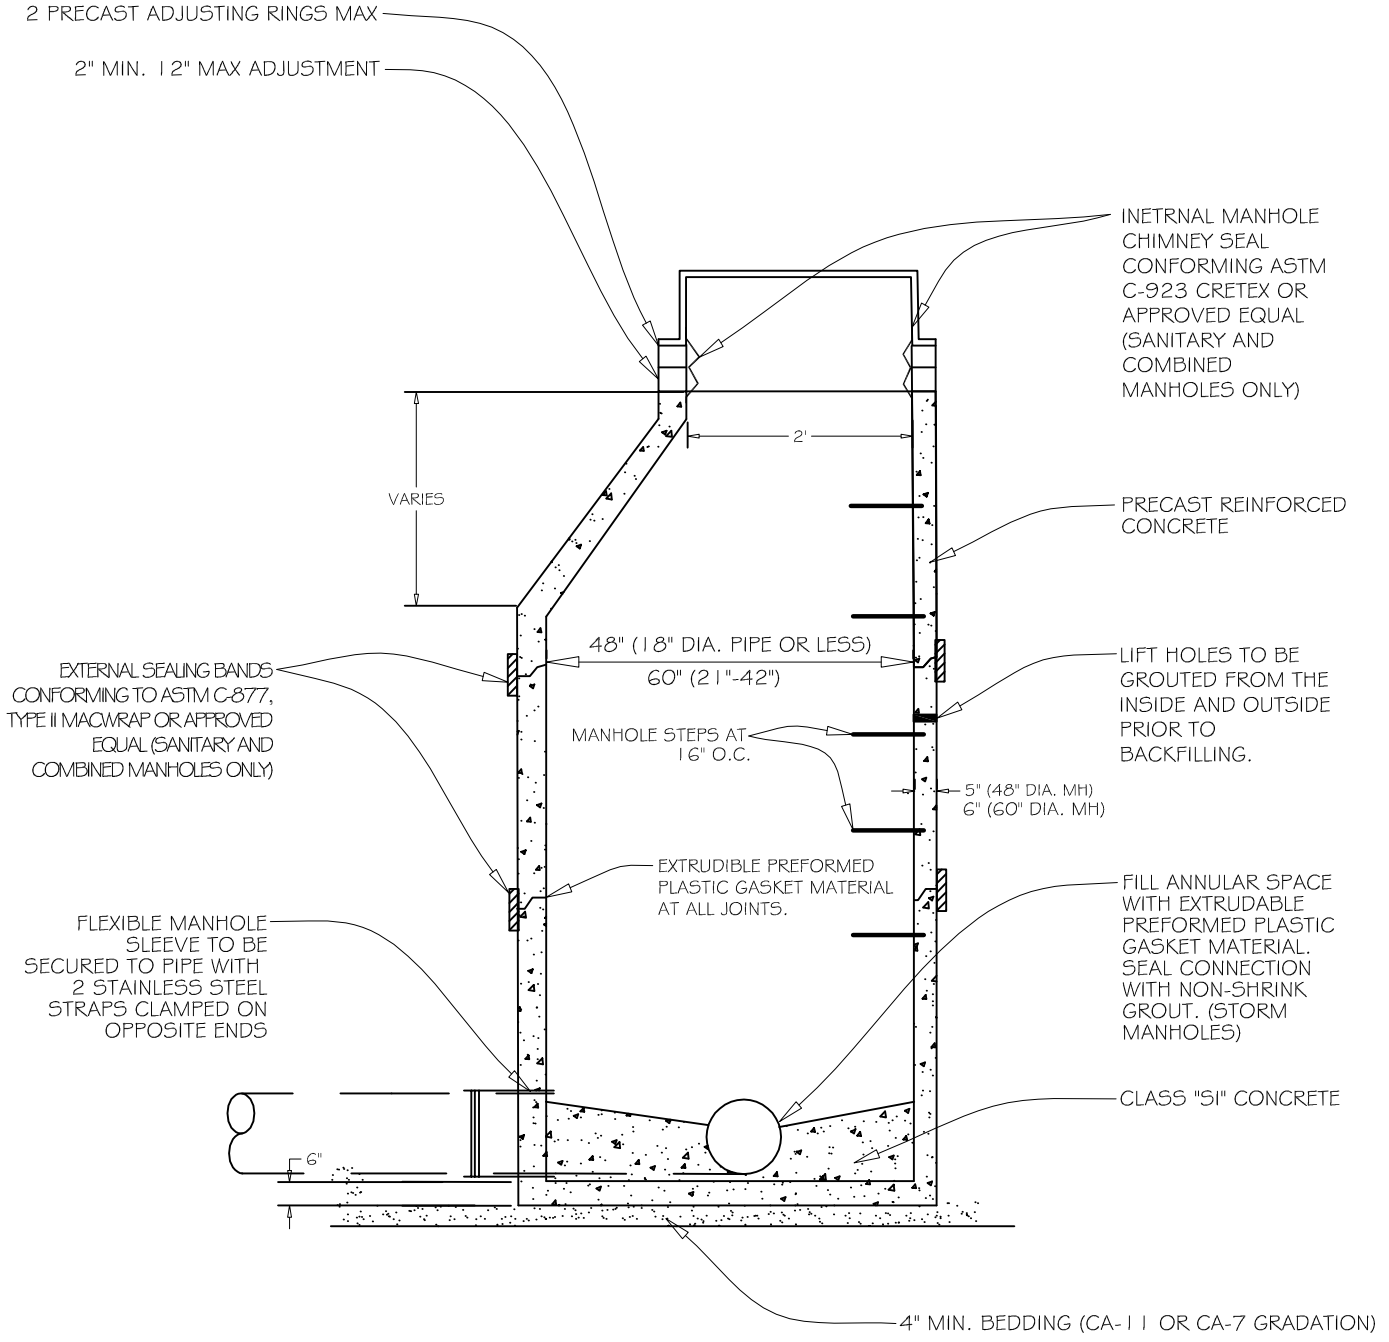 2 PRECAST ADJUSTING RINGS MAX
2" MIN. 12" MAX ADJUSTMENT
INETRNAL MANHOLE
CHIMNEY SEAL
CONFORMING ASTM
C-923 CRETEX OR
APPROVED EQUAL
(SANITARY AND
COMBINED
MANHOLES ONLY)
2'
VARIES
PRECAST REINFORCED
CONCRETE
48" (18" DIA. PIPE OR LESS)
60" (21"-42")
EXTERNAL SEALING BANDS
CONFORMING TO ASTM C-877,
TYPE II MACWRAP OR APPROVED
EQUAL (SANITARY AND
COMBINED MANHOLES ONLY)
LIFT HOLES TO BE
GROUTED FROM THE
INSIDE AND OUTSIDE
PRIOR TO
BACKFILLING.
MANHOLE STEPS AT
16" O.C.
5" (48" DIA. MH)
6" (60" DIA. MH)
EXTRUDIBLE PREFORMED
PLASTIC GASKET MATERIAL
AT ALL JOINTS.
FLEXIBLE MANHOLE
SLEEVE TO BE
SECURED TO PIPE WITH
2 STAINLESS STEEL
STRAPS CLAMPED ON
OPPOSITE ENDS
FILL ANNULAR SPACE
WITH EXTRUDABLE
PREFORMED PLASTIC
GASKET MATERIAL.
SEAL CONNECTION
WITH NON-SHRINK
GROUT. (STORM
MANHOLES)
CLASS "SI" CONCRETE
6"
4" MIN. BEDDING (CA-11 OR CA-7 GRADATION)